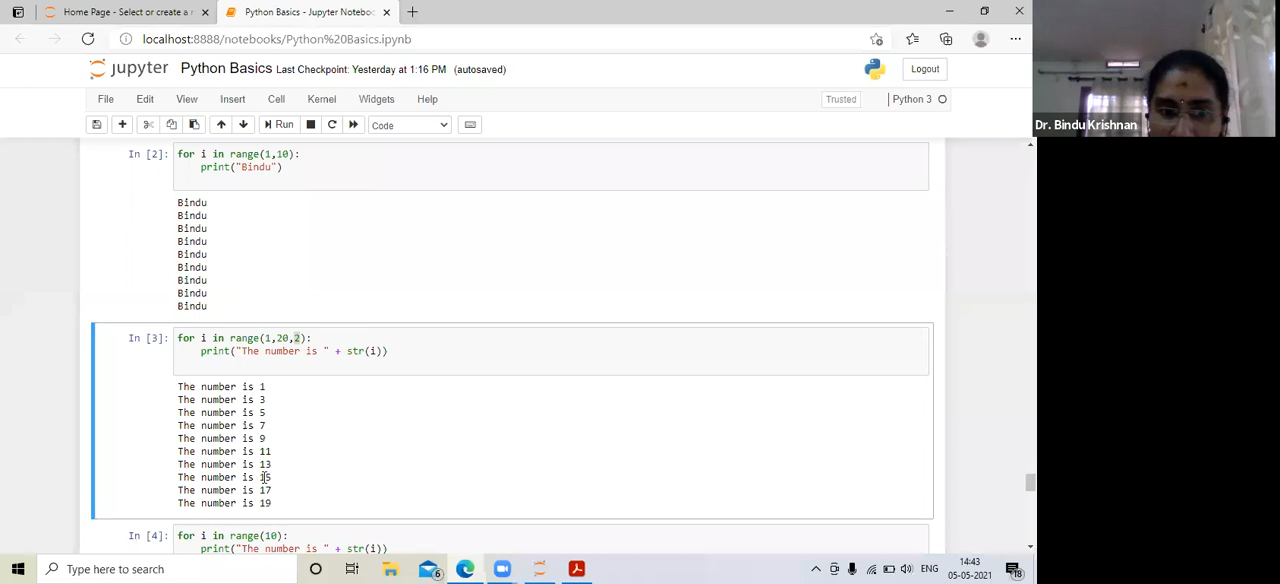 Home Page - Select or create a n
Python Basics - Jupyter Noteboo
localhost:8888/notebooks/Python%20Basics.ipynb
jupyter Python Basics Last Checkpoint: Yesterday at 1:16 PM (autosaved)
Logout
File Edit View Insert Cell Kernel Widgets Help
Trusted Python 3
Run Code
Dr. Bindu Krishnan
In [2]: for i in range(1,10):
print("Bindu")
Bindu
Bindu
Bindu
Bindu
Bindu
Bindu
Bindu
Bindu
Bindu
In [3]: for i in range(1,20,2):
print("The number is " + str(i))
The number is 1
The number is 3
The number is 5
The number is 7
The number is 9
The number is 11
The number is 13
The number is 15
The number is 17
The number is 19
In [4]: for i in range(10):
print("The number is " + str(i))
Type here to search
6
ENG
14:43
05-05-2021
18